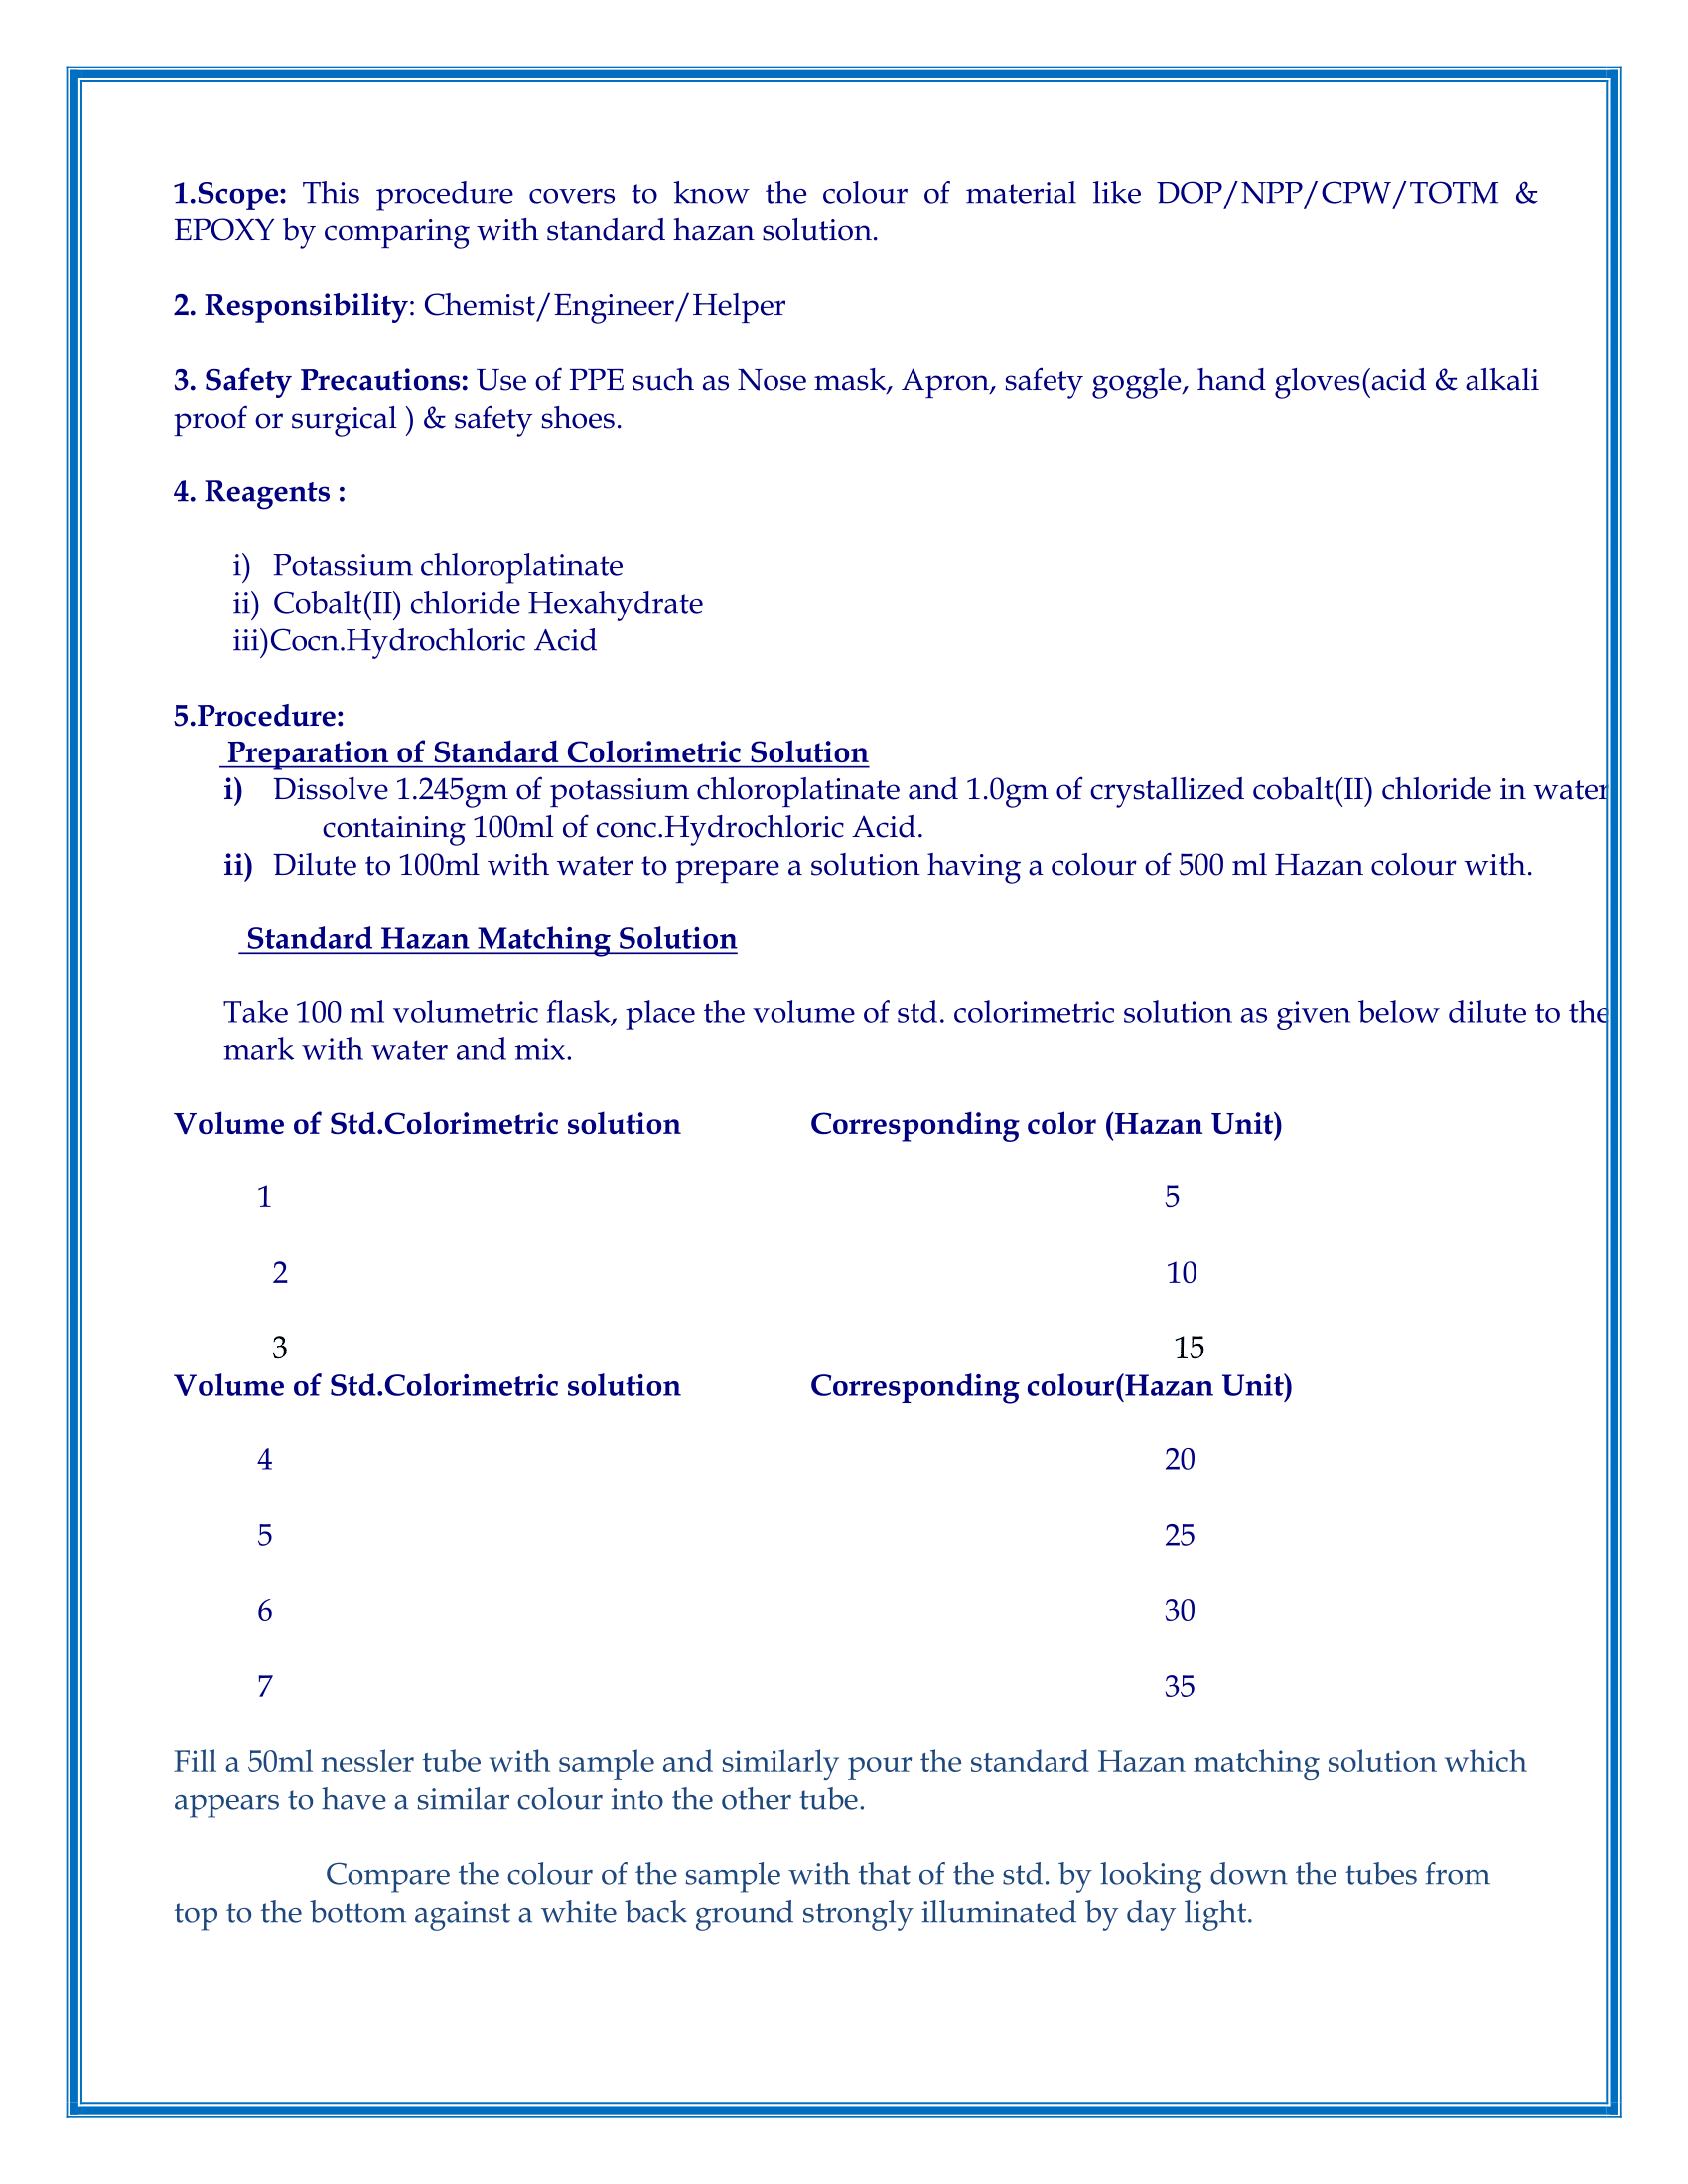 1.Scope: This procedure covers to know the colour of material like DOP/NPP/CPW/TOTM &
EPOXY by comparing with standard hazan solution.
2. Responsibility: Chemist/Engineer/Helper
3. Safety Precautions: Use of PPE such as Nose mask, Apron, safety goggle, hand gloves(acid & alkali
proof or surgical ) & safety shoes.
4. Reagents :
i) Potassium chloroplatinate
ii) Cobalt(II) chloride Hexahydrate
iii)Cocn.Hydrochloric Acid
5.Procedure:
Preparation of Standard Colorimetric Solution
i) Dissolve 1.245gm of potassium chloroplatinate and 1.0gm of crystallized cobalt(II) chloride in water
containing 100ml of conc.Hydrochloric Acid.
ii) Dilute to 100ml with water to prepare a solution having a colour of 500 ml Hazan colour with.
Standard Hazan Matching Solution
Take 100 ml volumetric flask, place the volume of std. colorimetric solution as given below dilute to the
mark with water and mix.
Volume of Std.Colorimetric solution Corresponding color (Hazan Unit)
1 5
2 10
3 15
Volume of Std.Colorimetric solution Corresponding colour(Hazan Unit)
4 20
5 25
6 30
7 35
Fill a 50ml nessler tube with sample and similarly pour the standard Hazan matching solution which
appears to have a similar colour into the other tube.
Compare the colour of the sample with that of the std. by looking down the tubes from
top to the bottom against a white back ground strongly illuminated by day light.